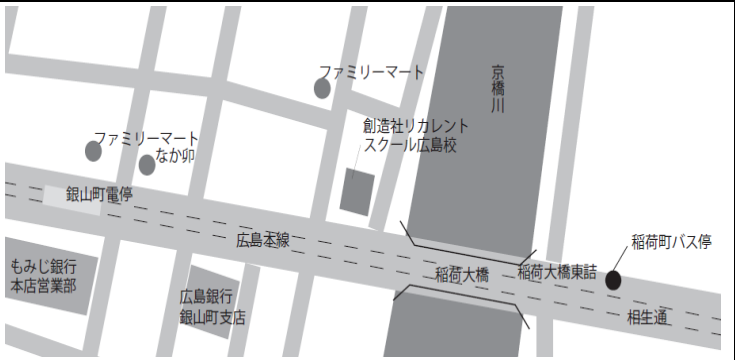 ファミリーマート
京橋川
創造社リカレント
スクール広島校
ファミリーマート
なか卯
銀山町電停
広島本線
稲荷町バス停
もみじ銀行
本店営業部
稲荷大橋
稲荷大橋東詰
広島銀行
銀山町支店
相生通